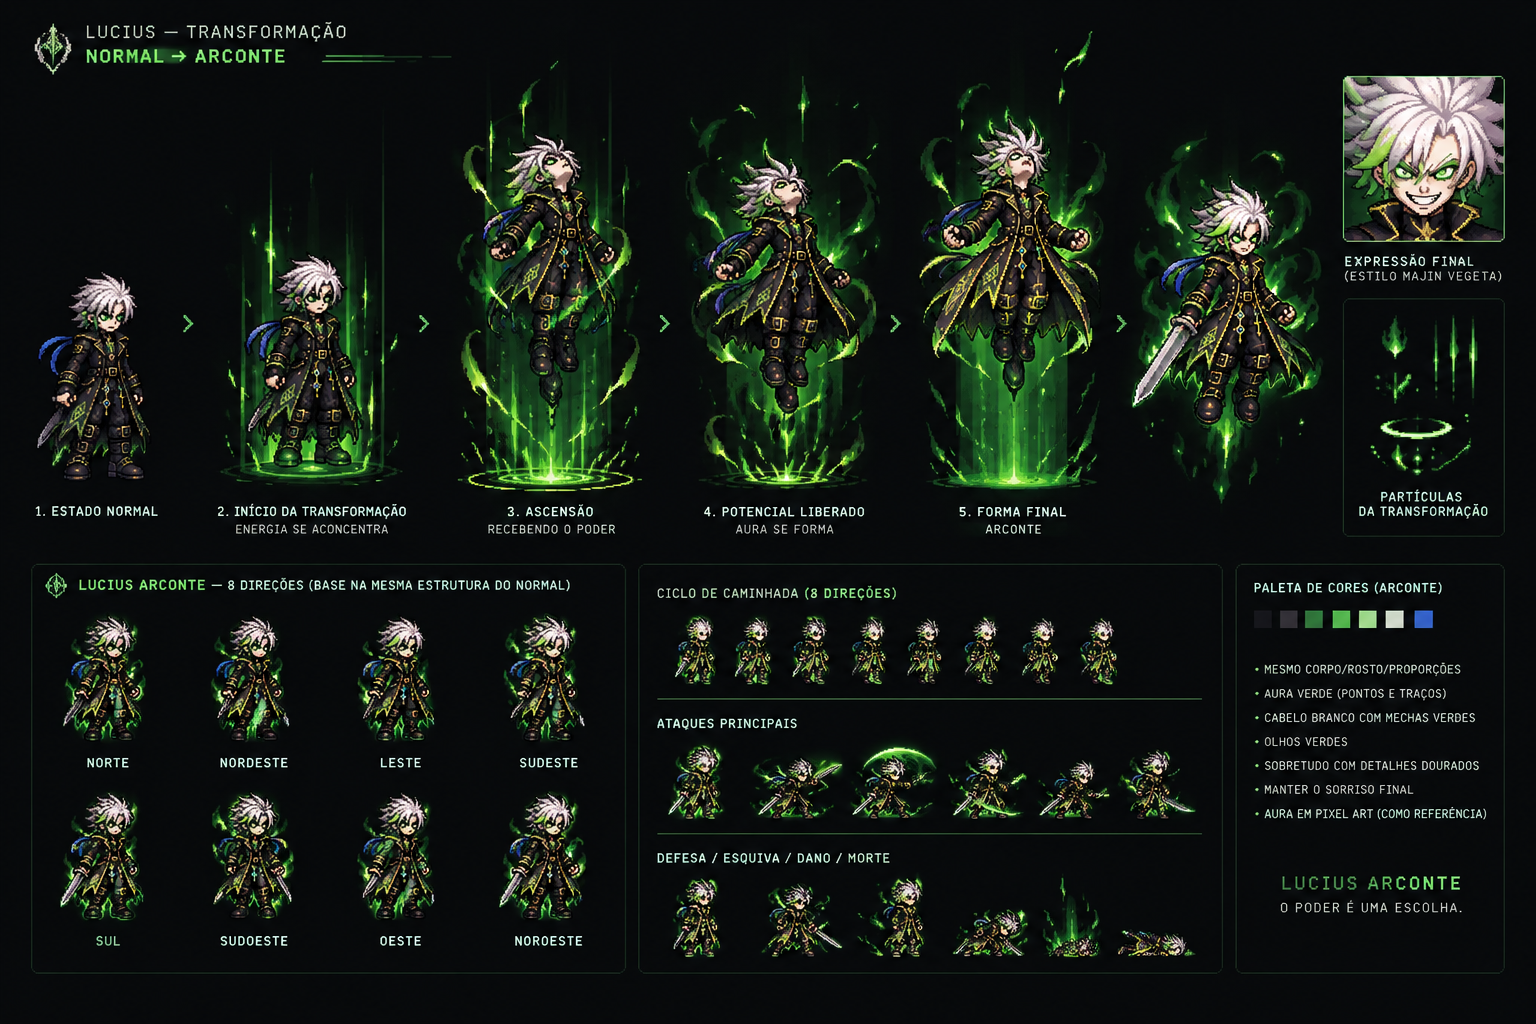 LUCIUS — TRANSFORMAÇÃO
NORMAL → ARCONTE
1. ESTADO NORMAL
2. INÍCIO DA TRANSFORMAÇÃO
ENERGIA SE ACONCENTRA
3. ASCENSÃO
RECEBENDO O PODER
4. POTENCIAL LIBERADO
AURA SE FORMA
5. FORMA FINAL
ARCONTE
EXPRESSÃO FINAL
(ESTILO MAJIN VEGETA)
PARTÍCULAS
DA TRANSFORMAÇÃO
LUCIUS ARCONTE — 8 DIREÇÕES (BASE NA MESMA ESTRUTURA DO NORMAL)
NORTE
NORDESTE
LESTE
SUDESTE
SUL
SUDOESTE
OESTE
NOROESTE
CICLO DE CAMINHADA (8 DIREÇÕES)
ATAQUES PRINCIPAIS
DEFESA / ESQUIVA / DANO / MORTE
PALETA DE CORES (ARCONTE)
• MESMO CORPO/ROSTO/PROPORÇÕES
• AURA VERDE (PONTOS E TRAÇOS)
• CABELO BRANCO COM MECHAS VERDES
• OLHOS VERDES
• SOBRETUDO COM DETALHES DOURADOS
• MANTER O SORRISO FINAL
• AURA EM PIXEL ART (COMO REFERÊNCIA)
LUCIUS ARCONTE
O PODER É UMA ESCOLHA.